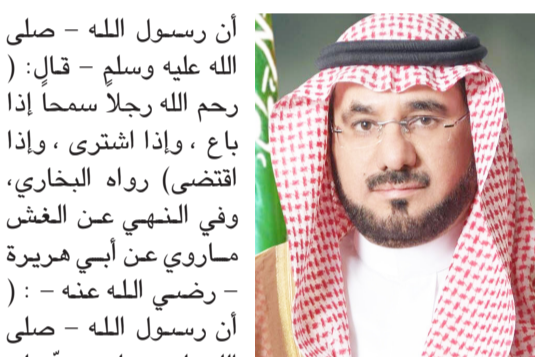 أن رسول الله – صلى
الله عليه وسلم – قال: (
رحم الله رجلاً سمحاً إذا
باع ، وإذا اشترى ، وإذا
اقتضى) رواه البخاري،
وفي النهي عن الغش
ماروي عن أبي هريرة
– رضي الله عنه – : (
أن رسول الله – صلى